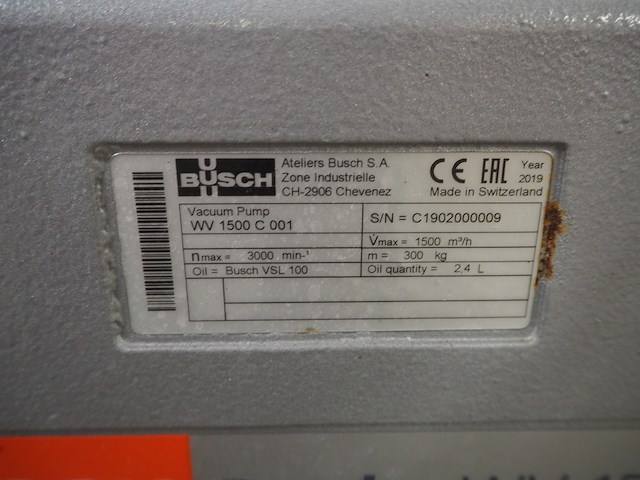 BUSCH
Ateliers Busch S.A.
Zone Industrielle
CH-2906 Chevenez
CE EAC Year
2019
Made in Switzerland
Vacuum Pump
WV 1500 C 001
S/N = C1902000009
V̇max = 1500 m³/h
nmax = 3000 min-¹
m = 300 kg
Oil = Busch VSL 100
Oil quantity = 2,4 L